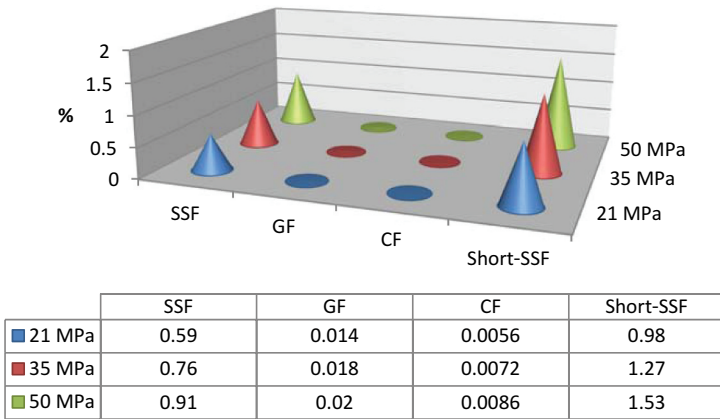 2
1.5
%
1
0.5
0
50 MPa
35 MPa
21 MPa
SSF
GF
CF
Short-SSF
SSF GF CF Short-SSF
21 MPa 0.59 0.014 0.0056 0.98
35 MPa 0.76 0.018 0.0072 1.27
50 MPa 0.91 0.02 0.0086 1.53